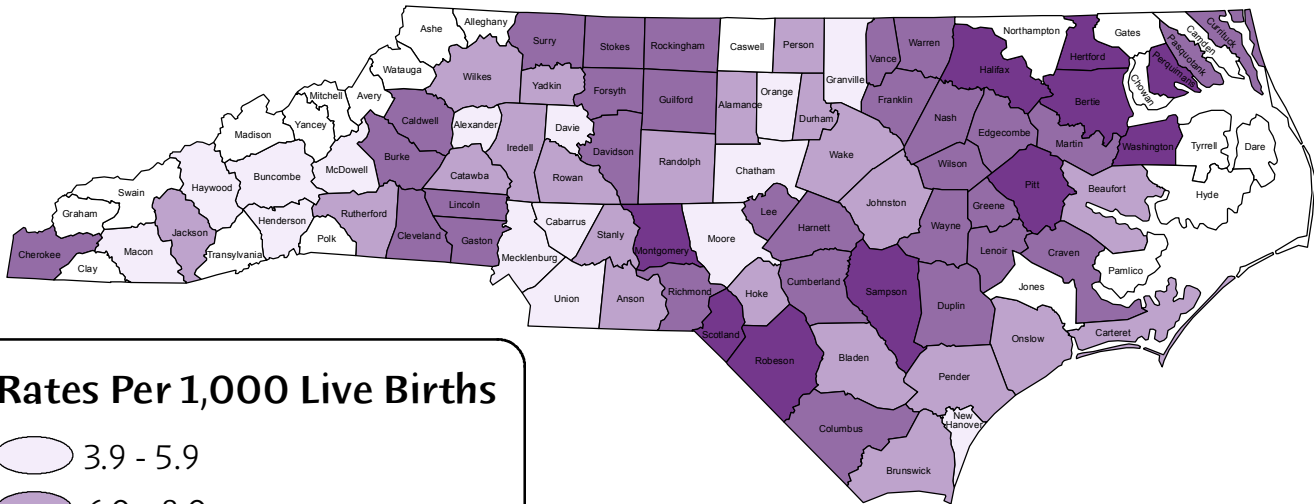 Ashe
Alleghany
Surry
Stokes
Rockingham
Caswell
Person
Granville
Vance
Warren
Northampton
Halifax
Hertford
Gates
Pasquotank
Camden
Currituck
Perquimans
Chowan
Bertie
Watauga
Wilkes
Yadkin
Forsyth
Guilford
Alamance
Orange
Durham
Franklin
Nash
Edgecombe
Martin
Washington
Tyrrell
Dare
Mitchell
Avery
Yancey
Madison
Caldwell
Alexander
Davie
Iredell
Davidson
Randolph
Chatham
Wake
Wilson
Pitt
Beaufort
Hyde
Burke
McDowell
Buncombe
Haywood
Swain
Graham
Catawba
Rowan
Lincoln
Rutherford
Cleveland
Gaston
Henderson
Polk
Transylvania
Jackson
Macon
Clay
Cherokee
Mecklenburg
Cabarrus
Stanly
Montgomery
Moore
Lee
Harnett
Johnston
Wayne
Greene
Lenoir
Craven
Pamlico
Jones
Union
Anson
Richmond
Scotland
Hoke
Cumberland
Sampson
Duplin
Onslow
Carteret
Robeson
Bladen
Pender
New
Hanover
Columbus
Brunswick
Rates Per 1,000 Live Births
3.9 - 5.9